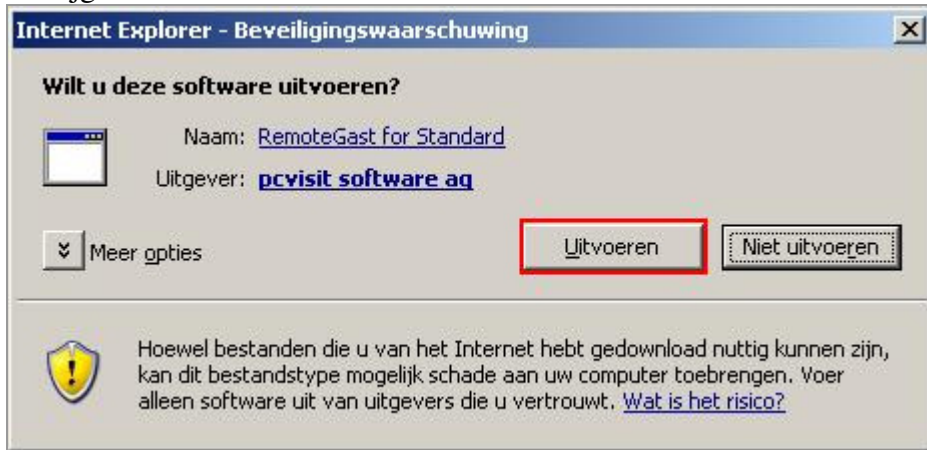 Internet Explorer - Beveiligingswaarschuwing
Wilt u deze software uitvoeren?
Naam: RemoteGast for Standard
Uitgever: pcvisit software ag
Meer opties
Uitvoeren
Niet uitvoeren
Hoewel bestanden die u van het Internet hebt gedownload nuttig kunnen zijn,
kan dit bestandstype mogelijk schade aan uw computer toebrengen. Voer
alleen software uit van uitgevers die u vertrouwt. Wat is het risico?